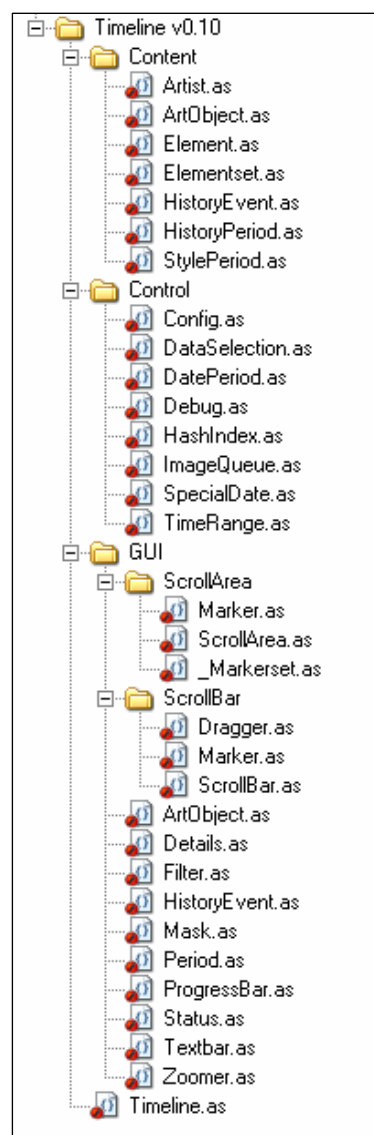 Timeline v0.10
Content
Artist.as
ArtObject.as
Element.as
Elementset.as
HistoryEvent.as
HistoryPeriod.as
StylePeriod.as
Control
Config.as
DataSelection.as
DatePeriod.as
Debug.as
HashIndex.as
ImageQueue.as
SpecialDate.as
TimeRange.as
GUI
ScrollArea
Marker.as
ScrollArea.as
_Markerset.as
ScrollBar
Dragger.as
Marker.as
ScrollBar.as
ArtObject.as
Details.as
Filter.as
HistoryEvent.as
Mask.as
Period.as
ProgressBar.as
Status.as
Textbar.as
Zoomer.as
Timeline.as